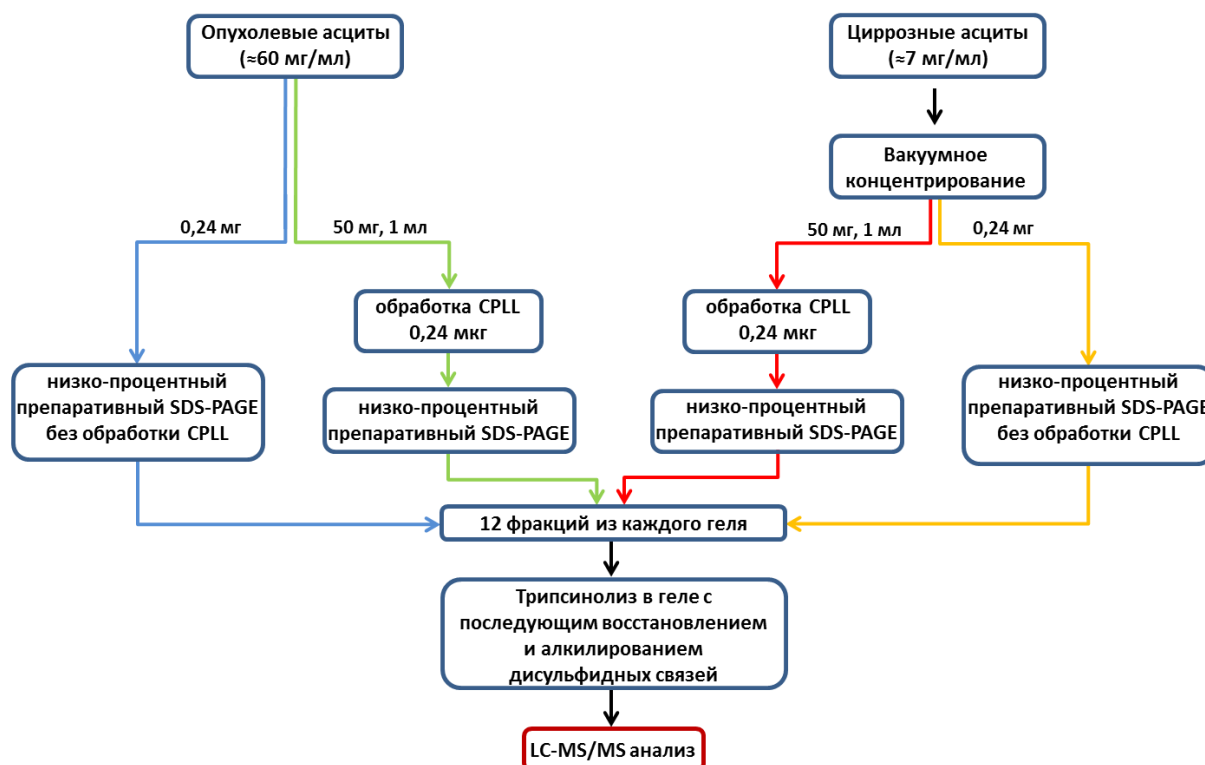 Опухолевые асциты
(≈60 мг/мл)
Циррозные асциты
(≈7 мг/мл)
Вакуумное
концентрирование
0,24 мг
50 мг, 1 мл
50 мг, 1 мл
0,24 мг
обработка CPLL
0,24 мкг
обработка CPLL
0,24 мкг
низко-процентный
препаративный SDS-PAGE
без обработки CPLL
низко-процентный
препаративный SDS-PAGE
низко-процентный
препаративный SDS-PAGE
низко-процентный
препаративный SDS-PAGE
без обработки CPLL
12 фракций из каждого геля
Трипсинолиз в геле с
последующим восстановлением
и алкилированием
дисульфидных связей
LC-MS/MS анализ